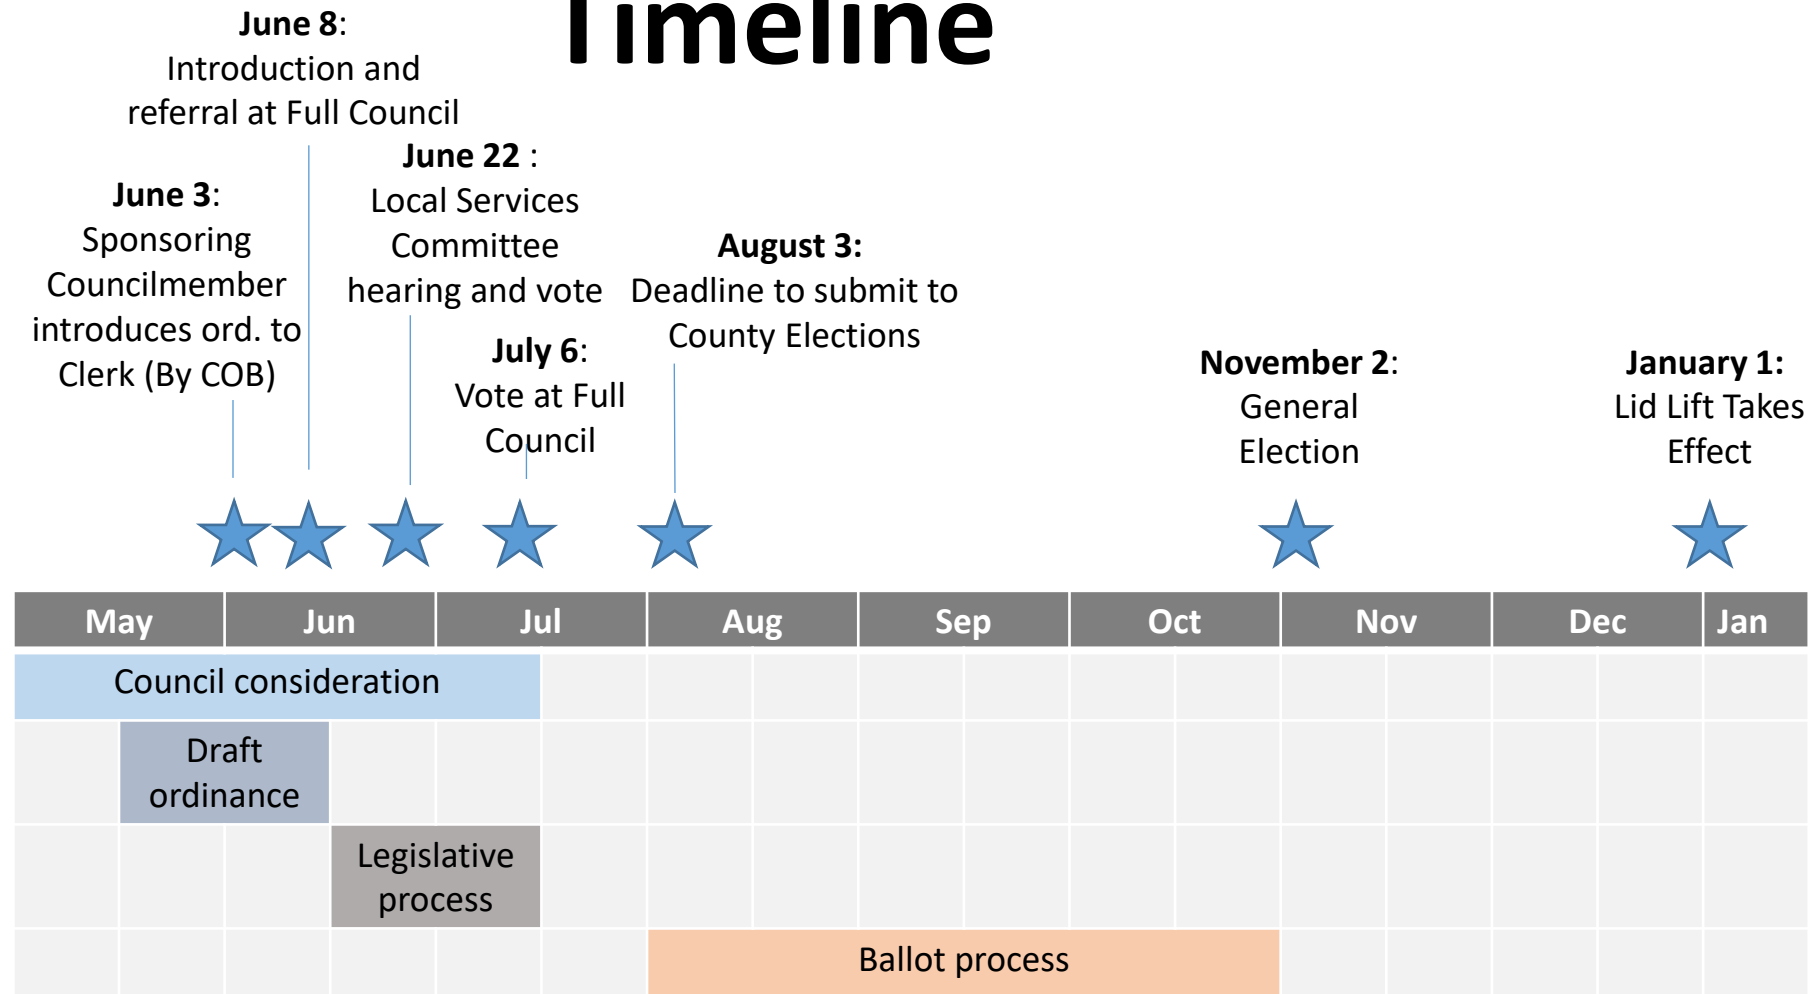 Timeline
June 8:
Introduction and
referral at Full Council
June 3:
Sponsoring
Councilmember
introduces ord. to
Clerk (By COB)
June 22 :
Local Services
Committee
hearing and vote
July 6:
Vote at Full
Council
August 3:
Deadline to submit to
County Elections
November 2:
General
Election
January 1:
Lid Lift Takes
Effect
May Jun Jul Aug Sep Oct Nov Dec Jan
Council consideration
Draft
ordinance
Legislative
process
Ballot process